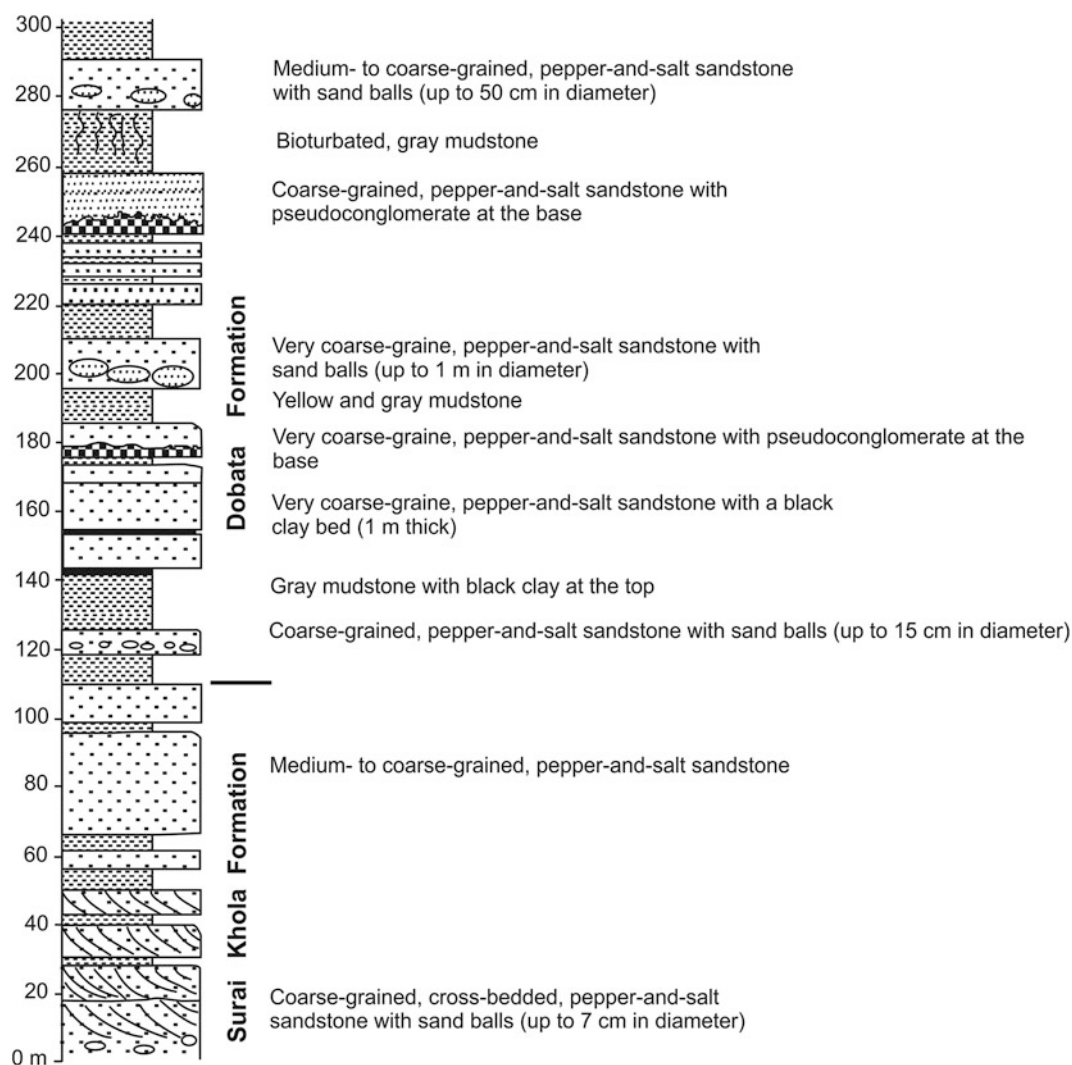 300
Medium- to coarse-grained, pepper-and-salt sandstone
with sand balls (up to 50 cm in diameter)
280
Bioturbated, gray mudstone
260
Coarse-grained, pepper-and-salt sandstone with
pseudoconglomerate at the base
240
220
Very coarse-graine, pepper-and-salt sandstone with
sand balls (up to 1 m in diameter)
200
Yellow and gray mudstone
180
Very coarse-graine, pepper-and-salt sandstone with pseudoconglomerate at the
base
160
Very coarse-graine, pepper-and-salt sandstone with a black
clay bed (1 m thick)
140
Gray mudstone with black clay at the top
Coarse-grained, pepper-and-salt sandstone with sand balls (up to 15 cm in diameter)
120
Dobata Formation
100
80
Medium- to coarse-grained, pepper-and-salt sandstone
60
40
20
Coarse-grained, cross-bedded, pepper-and-salt
sandstone with sand balls (up to 7 cm in diameter)
0 m
Surai Khola Formation